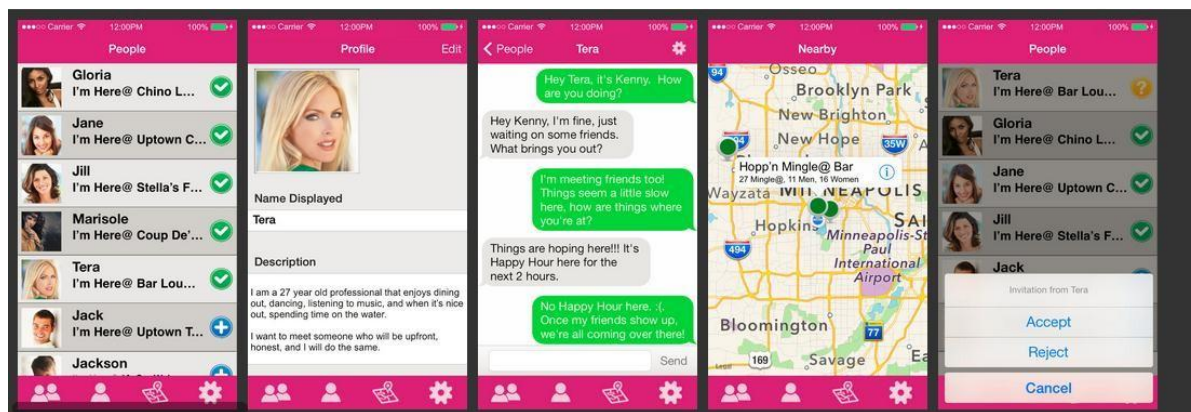 Carrier 12:00PM 100%
People
Gloria
I'm Here@ Chino L...
Jane
I'm Here@ Uptown C...
Jill
I'm Here@ Stella's F...
Marisole
I'm Here@ Coup De'...
Tera
I'm Here@ Bar Lou...
Jack
I'm Here@ Uptown T...
Jackson
Carrier 12:00PM 100%
Profile Edit
Name Displayed
Tera
Description
I am a 27 year old professional that enjoys dining
out, dancing, listening to music, and when it's nice
out, spending time on the water.
I want to meet someone who will be upfront,
honest, and I will do the same.
Carrier 12:00PM 100%
People Tera
Hey Tera, it's Kenny. How
are you doing?
Hey Kenny, I'm fine, just
waiting on some friends.
What brings you out?
I'm meeting friends too!
Things seem a little slow
here, how are things where
you're at?
Things are hoping here!!! It's
Happy Hour here for the
next 2 hours.
No Happy Hour here. :(.
Once my friends show up,
we're all coming over there!
Send
Carrier 12:00PM 100%
Nearby
94
Osseo
Brooklyn Park
New Brighton
494
New Hope
35W
Hopp'n Mingle@ Bar
27 Mingle@, 11 Men, 16 Women
Wayzata MINNEAPOLIS
Hopkins
Minneapolis-St
Paul
International
Airport
494
Bloomington
77
169
Savage
Legal
Carrier 12:00PM 100%
People
Tera
I'm Here@ Bar Lou...
Gloria
I'm Here@ Chino L...
Jane
I'm Here@ Uptown C...
Jill
I'm Here@ Stella's F...
Jack
Invitation from Tera
Accept
Reject
Cancel